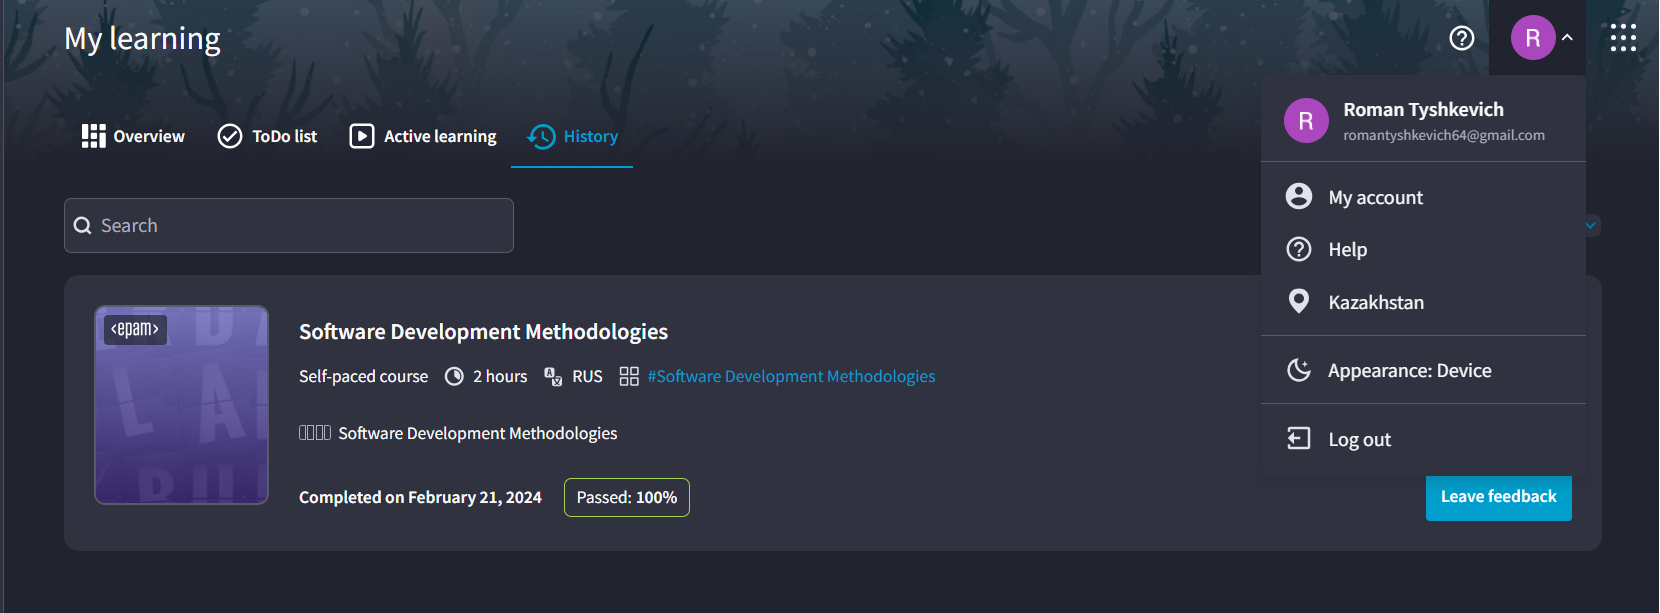 My learning
R
Roman Tyshkevich
R
romantyshkevich64@gmail.com
Overview
ToDo list
Active learning
History
My account
Search
Help
Kazakhstan
<epam>
Software Development Methodologies
Self-paced course
2 hours
RUS
#Software Development Methodologies
Appearance: Device
Software Development Methodologies
Log out
Completed on February 21, 2024
Passed: 100%
Leave feedback